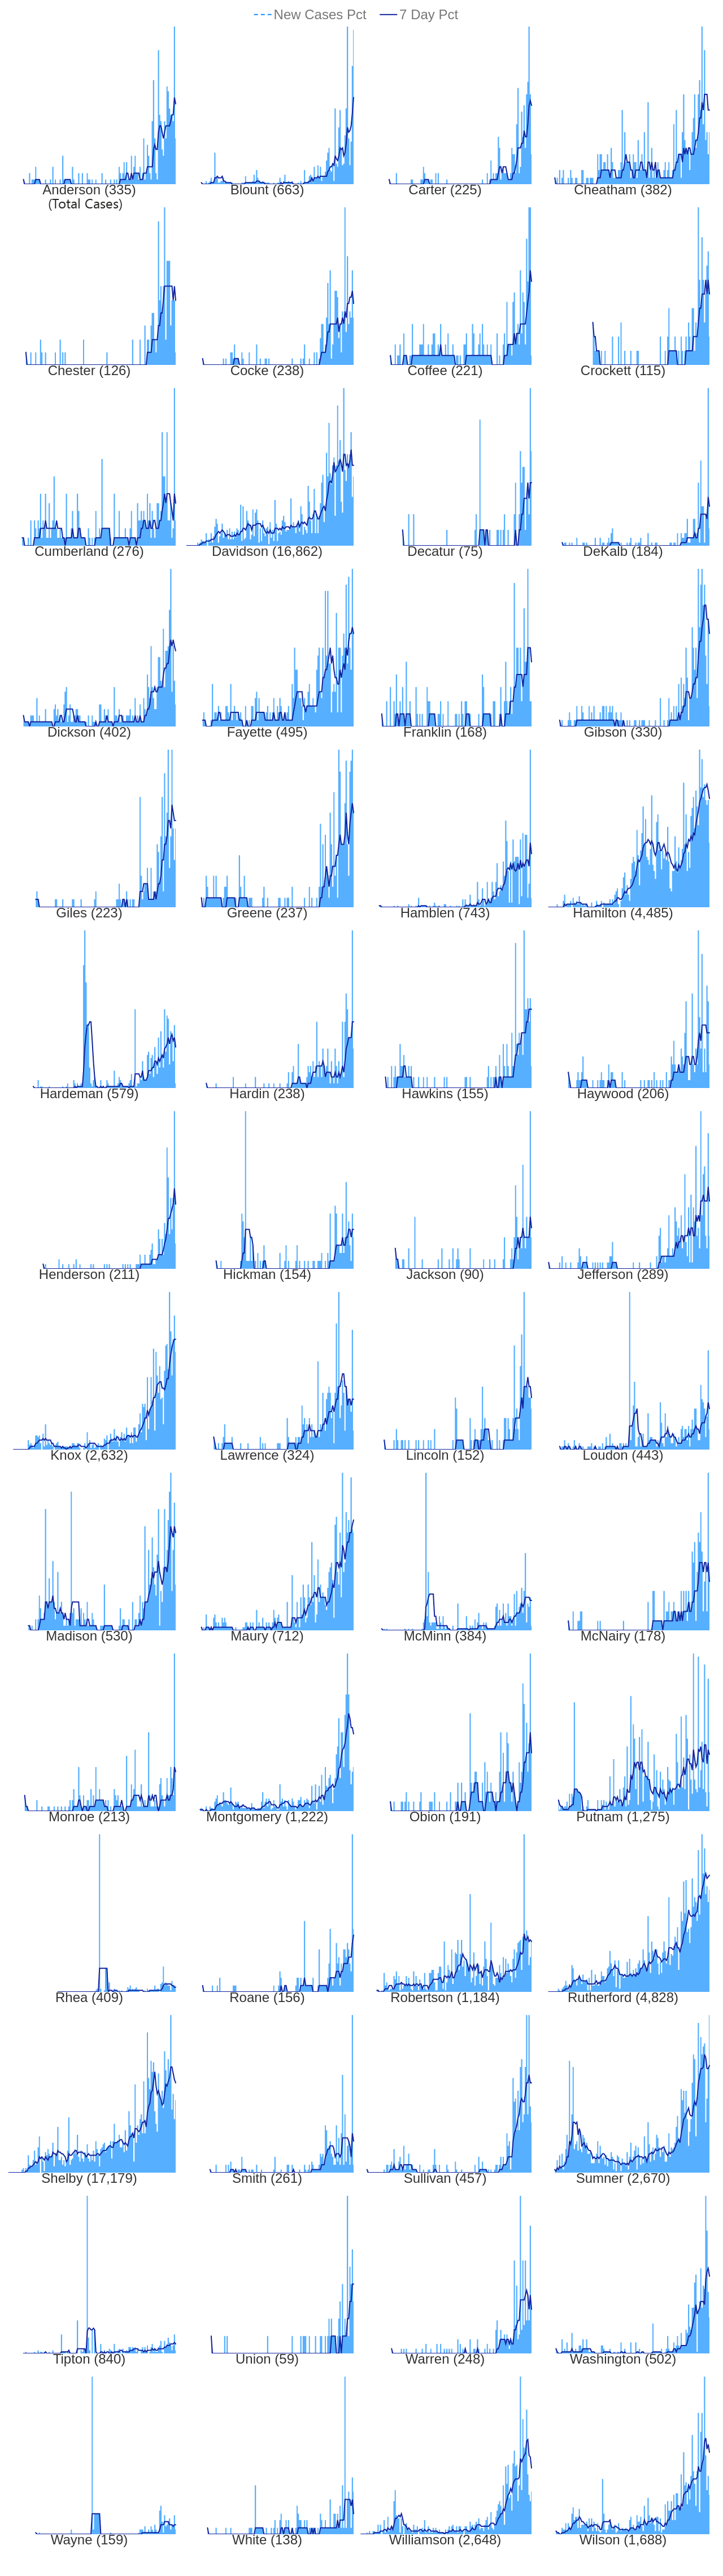 New Cases Pct 7 Day Pct
Anderson (335) Blount (663) Carter (225) Cheatham (382)
(Total Cases)
Chester (126) Cocke (238) Coffee (221) Crockett (115)
Cumberland (276) Davidson (16,862) Decatur (75) DeKalb (184)
Dickson (402) Fayette (495) Franklin (168) Gibson (330)
Giles (223) Greene (237) Hamblen (743) Hamilton (4,485)
Hardeman (579) Hardin (238) Hawkins (155) Haywood (206)
Henderson (211) Hickman (154) Jackson (90) Jefferson (289)
Knox (2,632) Lawrence (324) Lincoln (152) Loudon (443)
Madison (530) Maury (712) McMinn (384) McNairy (178)
Monroe (213) Montgomery (1,222) Obion (191) Putnam (1,275)
Rhea (409) Roane (156) Robertson (1,184) Rutherford (4,828)
Shelby (17,179) Smith (261) Sullivan (457) Sumner (2,670)
Tipton (840) Union (59) Warren (248) Washington (502)
Wayne (159) White (138) Williamson (2,648) Wilson (1,688)